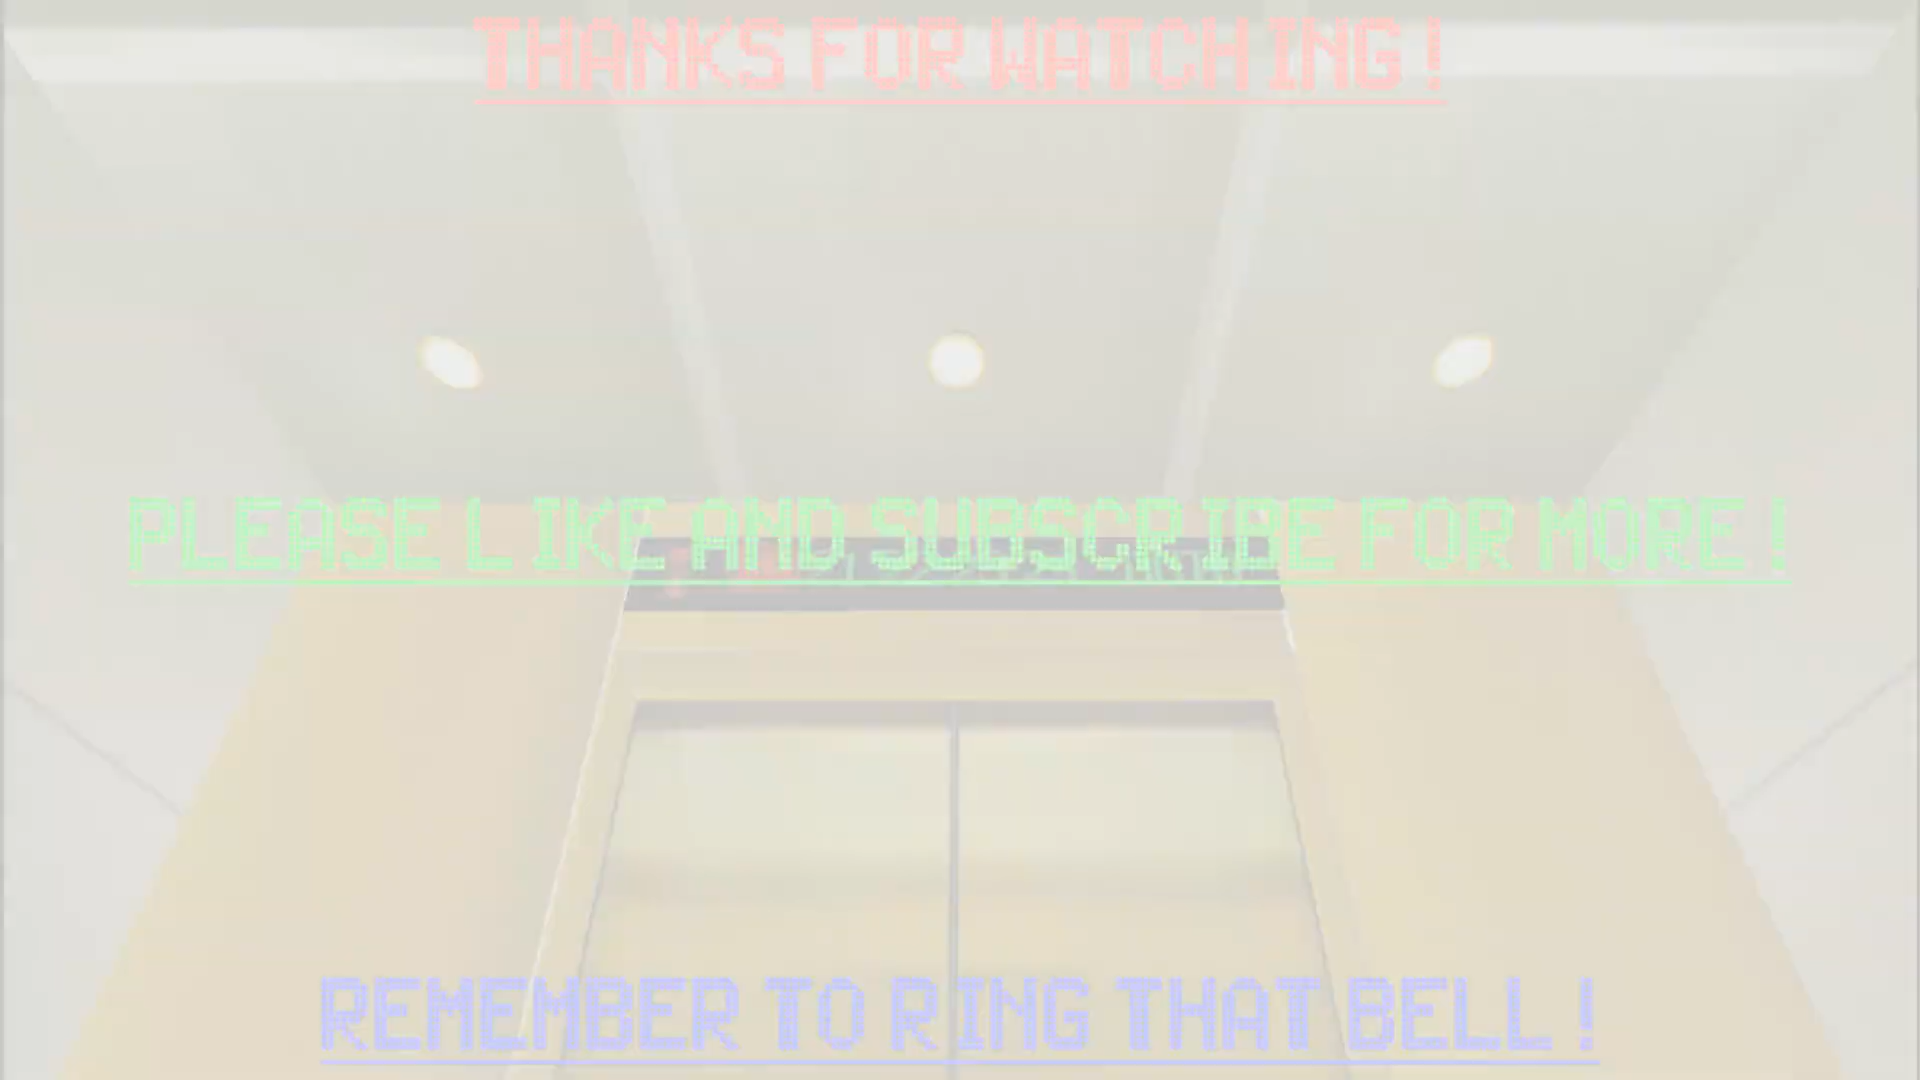 THANKS FOR WATCHING!
PLEASE LIKE AND SUBSCRIBE FOR MORE!
REMEMBER TO RING THAT BELL!